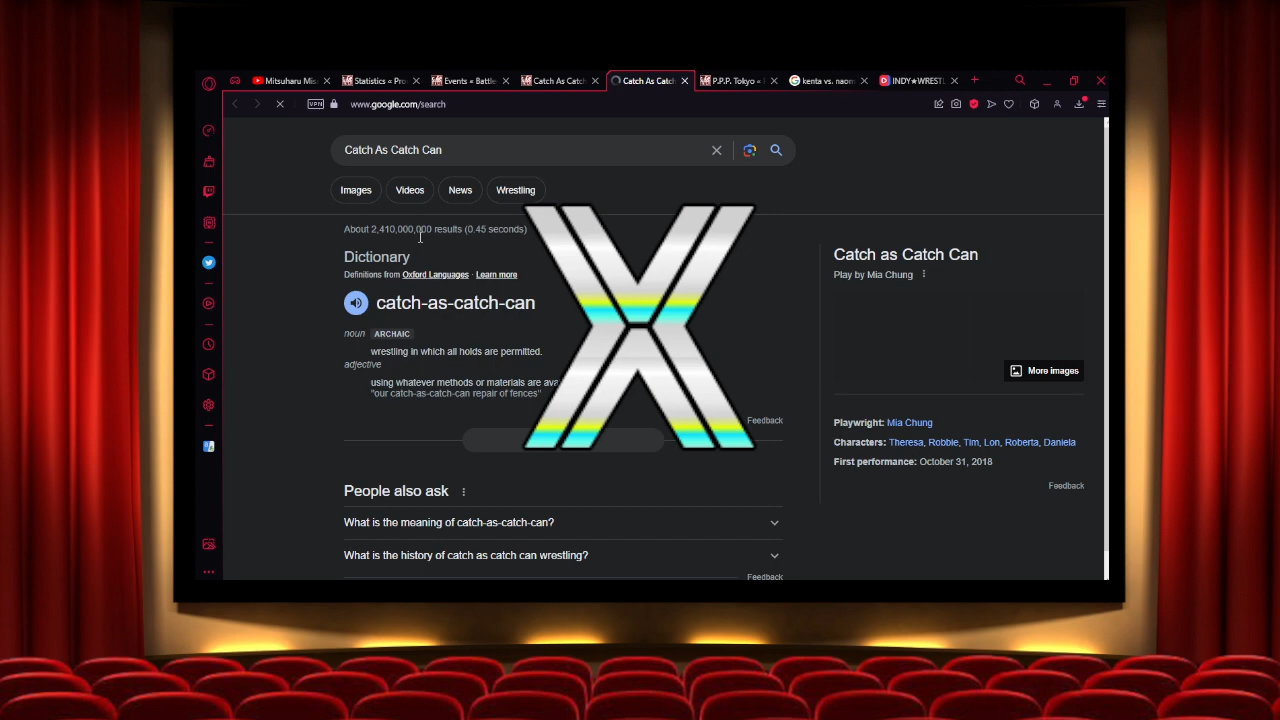 Mitsuharu Mis
Statistics « Pro
Events « Battle
Catch As Catc
Catch As Catch
P.P.P. Tokyo «
kenta vs. naom
INDY★WREST
VPN
www.google.com/search
Catch As Catch Can
Images
Videos
News
Wrestling
About 2,410,000,000 results (0.45 seconds)
Dictionary
Definitions from Oxford Languages · Learn more
catch-as-catch-can
noun ARCHAIC
wrestling in which all holds are permitted.
adjective
using whatever methods or materials are ava
"our catch-as-catch-can repair of fences"
Feedback
People also ask
What is the meaning of catch-as-catch-can?
What is the history of catch as catch can wrestling?
Feedback
Catch as Catch Can
Play by Mia Chung
More images
Playwright: Mia Chung
Characters: Theresa, Robbie, Tim, Lon, Roberta, Daniela
First performance: October 31, 2018
Feedback
X